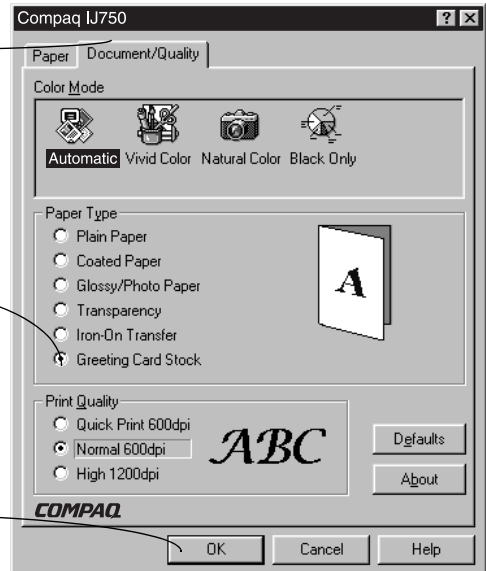 Compaq IJ750 ? X
Paper Document/Quality
Color Mode
Automatic Vivid Color Natural Color Black Only
Paper Type
Plain Paper
Coated Paper
Glossy/Photo Paper
Transparency
Iron-On Transfer
Greeting Card Stock
A
Print Quality
Quick Print 600dpi
Normal 600dpi
High 1200dpi
ABC
Defaults
About
COMPAQ
OK Cancel Help